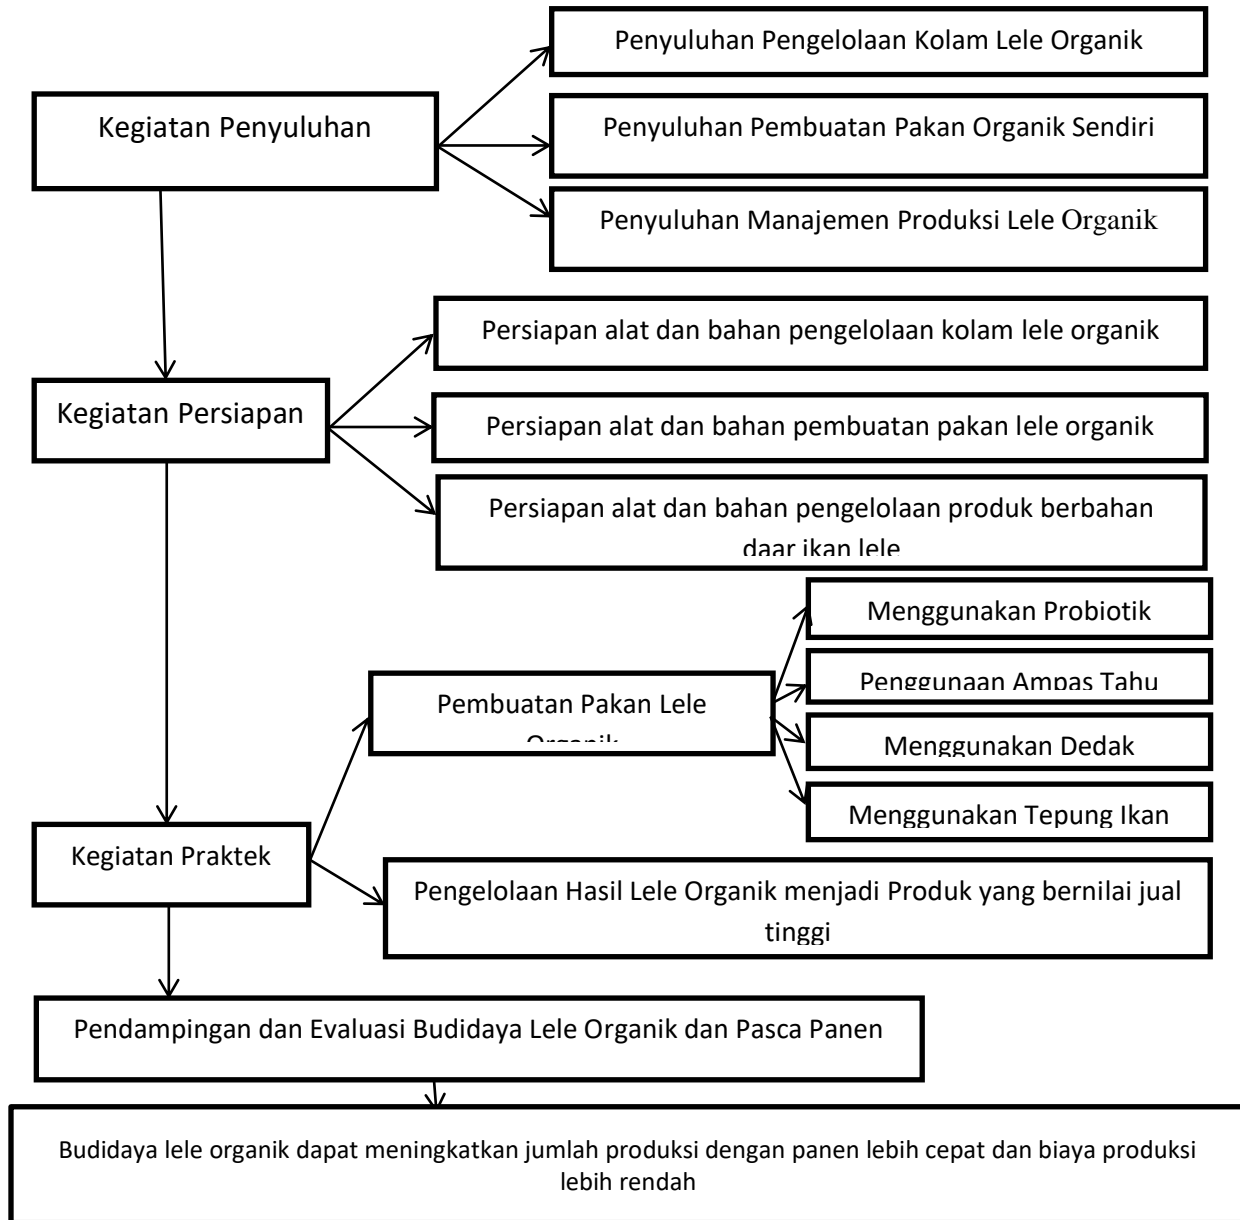 Penyuluhan Pengelolaan Kolam Lele Organik
Kegiatan Penyuluhan
Penyuluhan Pembuatan Pakan Organik Sendiri
Penyuluhan Manajemen Produksi Lele Organik
Persiapan alat dan bahan pengelolaan kolam lele organik
Kegiatan Persiapan
Persiapan alat dan bahan pembuatan pakan lele organik
Persiapan alat dan bahan pengelolaan produk berbahan
daar ikan lele
Menggunakan Probiotik
Penggunaan Ampas Tahu
Pembuatan Pakan Lele
Organik
Menggunakan Dedak
Menggunakan Tepung Ikan
Kegiatan Praktek
Pengelolaan Hasil Lele Organik menjadi Produk yang bernilai jual
tinggi
Pendampingan dan Evaluasi Budidaya Lele Organik dan Pasca Panen
Budidaya lele organik dapat meningkatkan jumlah produksi dengan panen lebih cepat dan biaya produksi
lebih rendah